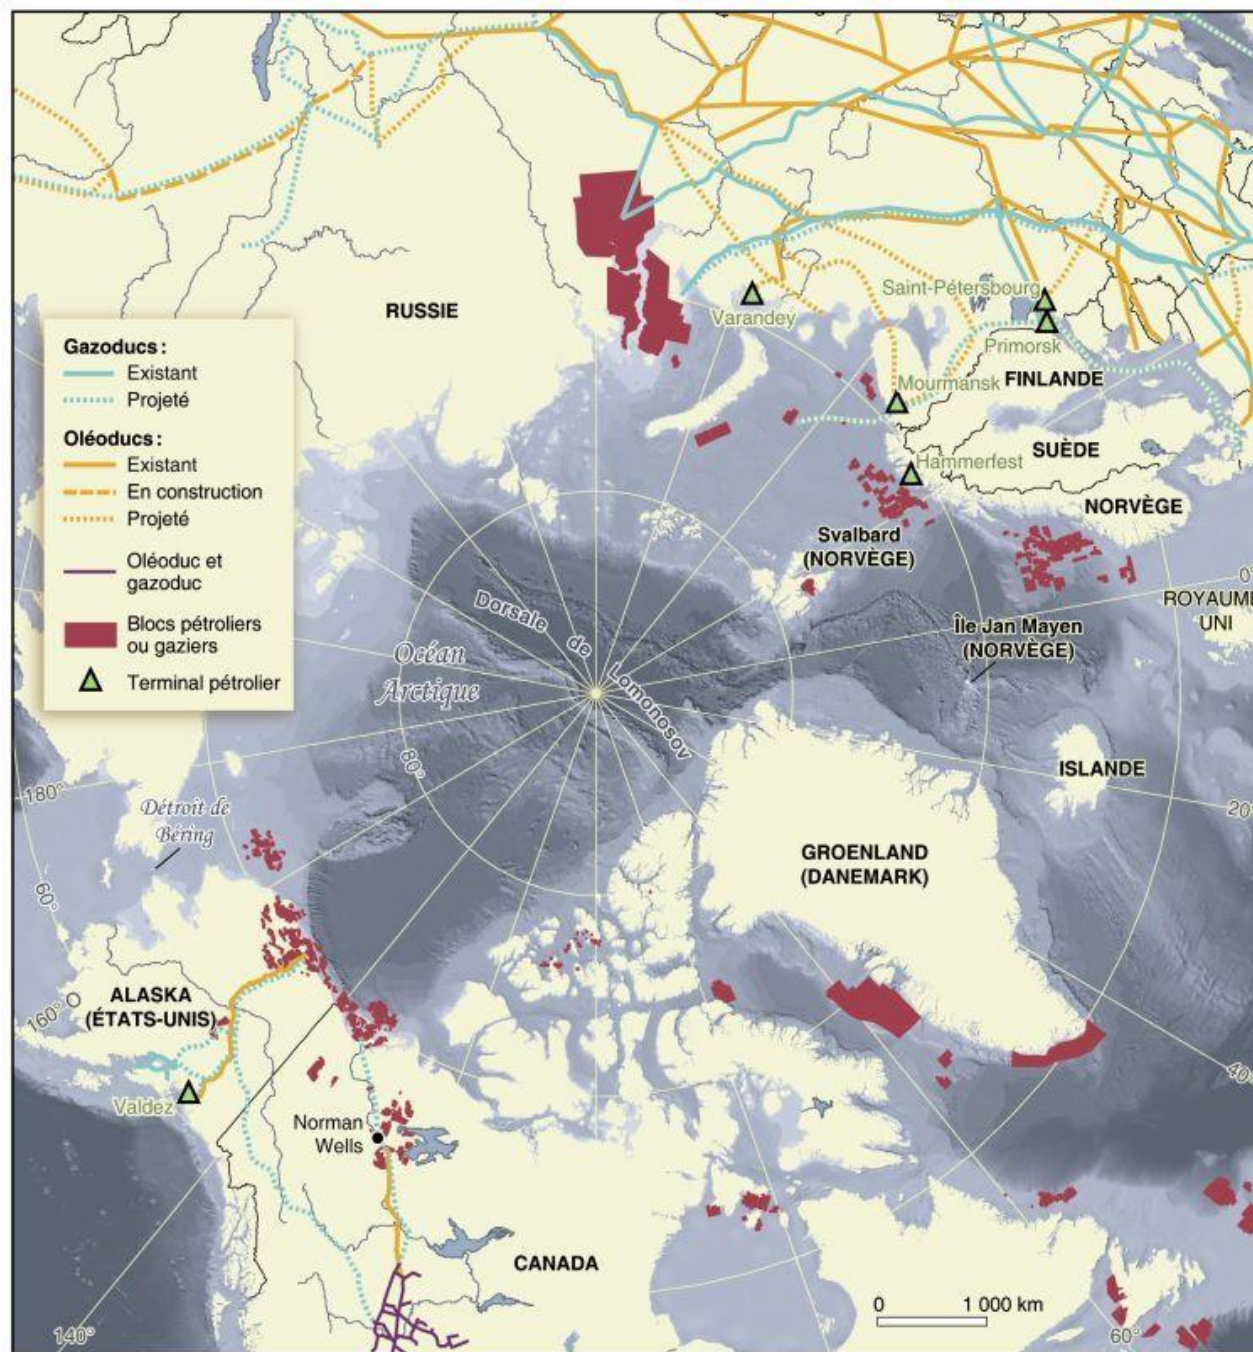 RUSSIE
Gazoducs :
Existant
Projeté
Oléoducs :
Existant
En construction
Projeté
Oléoduc et
gazoduc
Blocs pétroliers
ou gaziers
Terminal pétrolier
Varandey
Saint-Pétersbourg
Primorsk
Mourmansk
FINLANDE
SUÈDE
Hammerfest
NORVÈGE
Svalbard
(NORVÈGE)
0°
ROYAUME
UNI
Île Jan Mayen
(NORVÈGE)
Dorsale de Lomonosov
Océan
Arctique
80°
ISLANDE
180°
Détroit de
Béring
20°
60°
GROENLAND
(DANEMARK)
ALASKA
(ÉTATS-UNIS)
160° O
40°
Valdez
Norman
Wells
CANADA
0 1 000 km
140°
60°